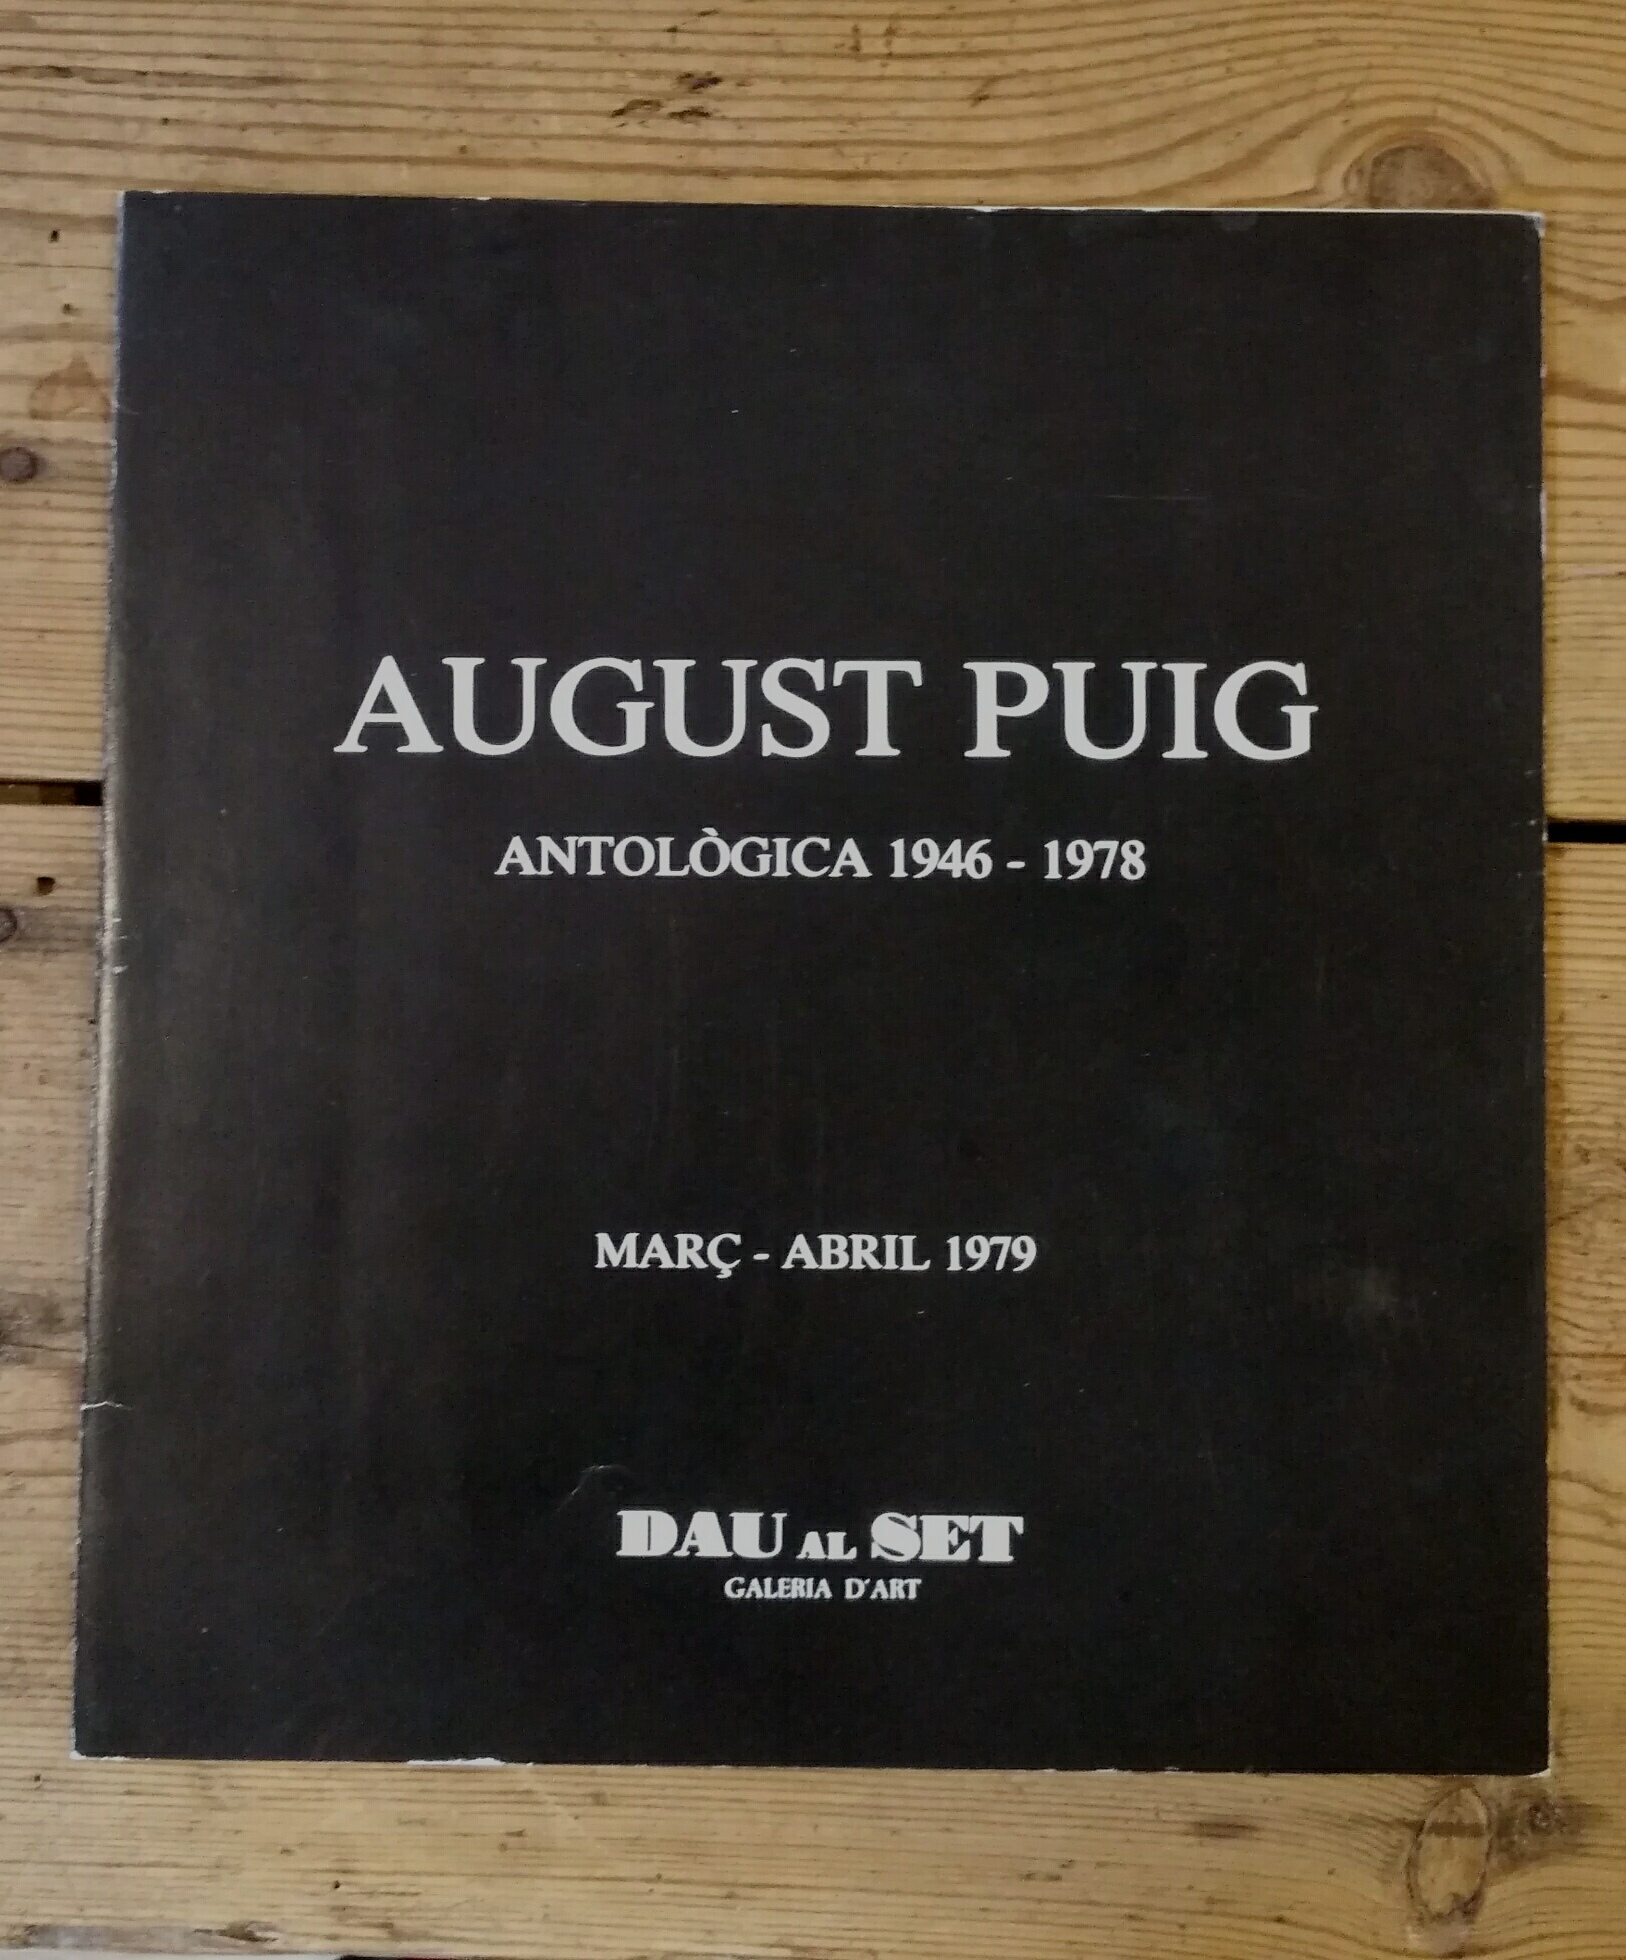 AUGUST PUIG
ANTOLÒGICA 1946 - 1978
MARÇ - ABRIL 1979
DAU AL SET
GALERIA D'ART